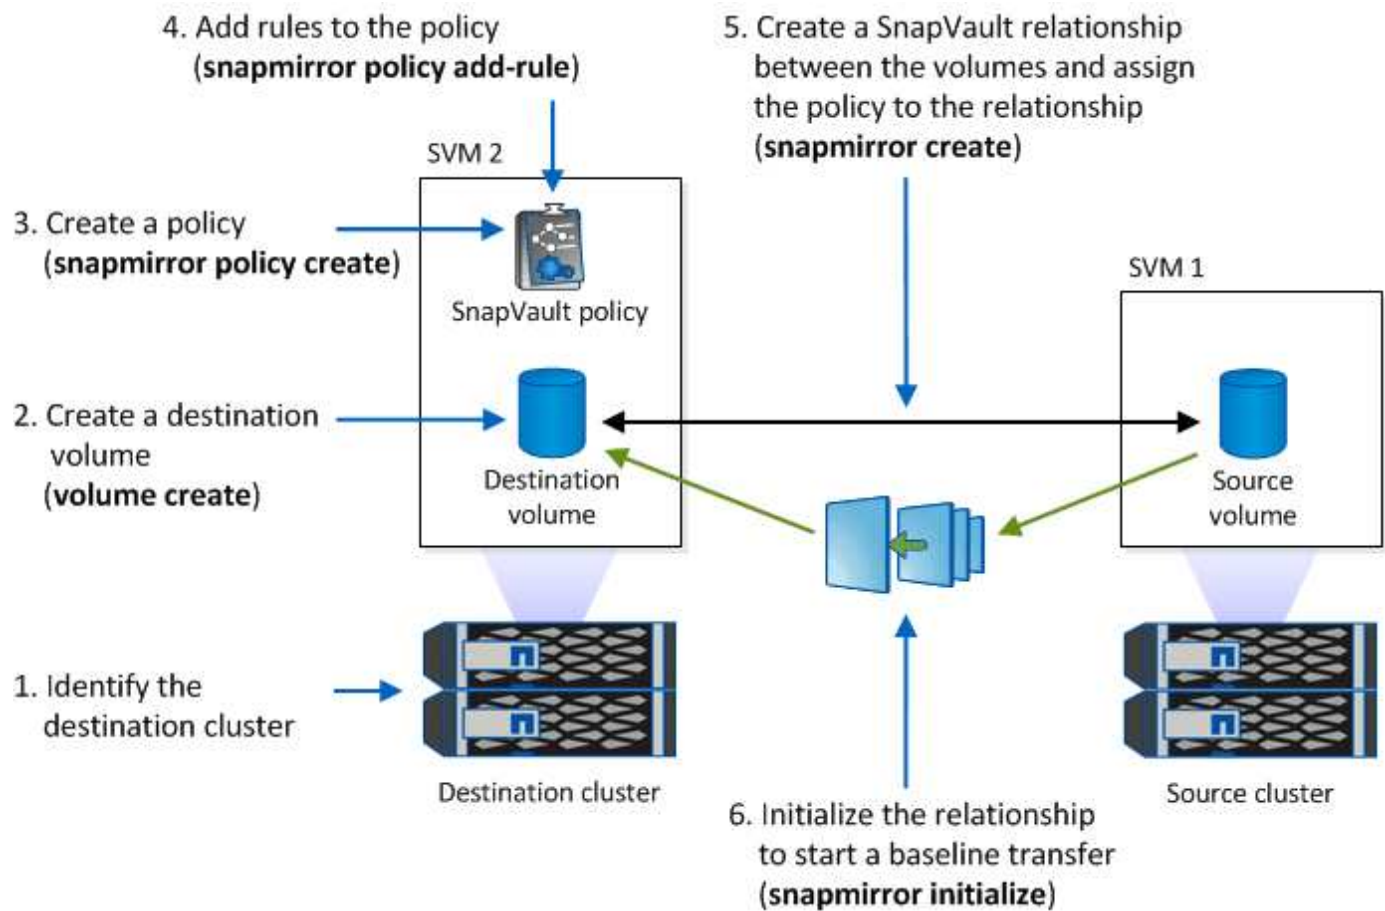 4. Add rules to the policy
(snapmirror policy add-rule)
5. Create a SnapVault relationship
between the volumes and assign
the policy to the relationship
(snapmirror create)
SVM 2
3. Create a policy
(snapmirror policy create)
SnapVault policy
SVM 1
2. Create a destination
volume
(volume create)
Destination
volume
Source
volume
1. Identify the
destination cluster
Destination cluster
Source cluster
6. Initialize the relationship
to start a baseline transfer
(snapmirror initialize)